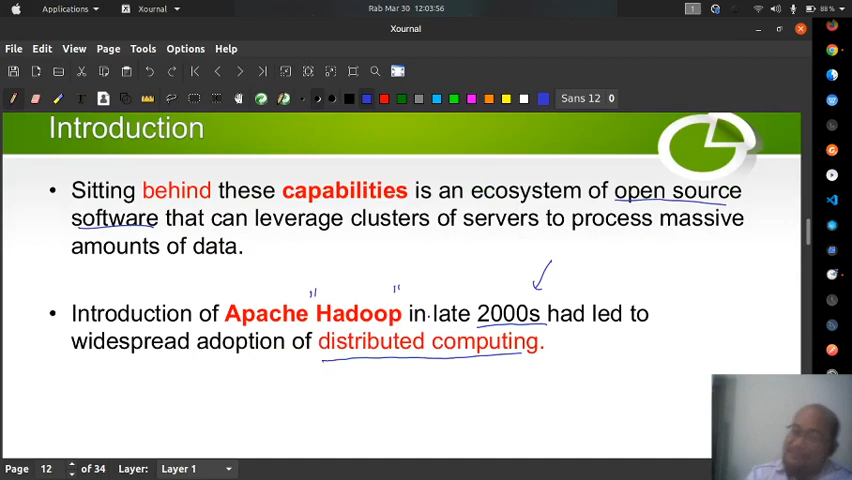 Applications
Xournal
Rab Mar 30 12:03:56
1
88 %
Xournal
File Edit View Page Tools Options Help
Sans 12 0
Introduction
• Sitting behind these capabilities is an ecosystem of open source
software that can leverage clusters of servers to process massive
amounts of data.
• Introduction of Apache "Hadoop" in late 2000s had led to
widespread adoption of distributed computing.
Page 12 of 34 Layer: Layer 1